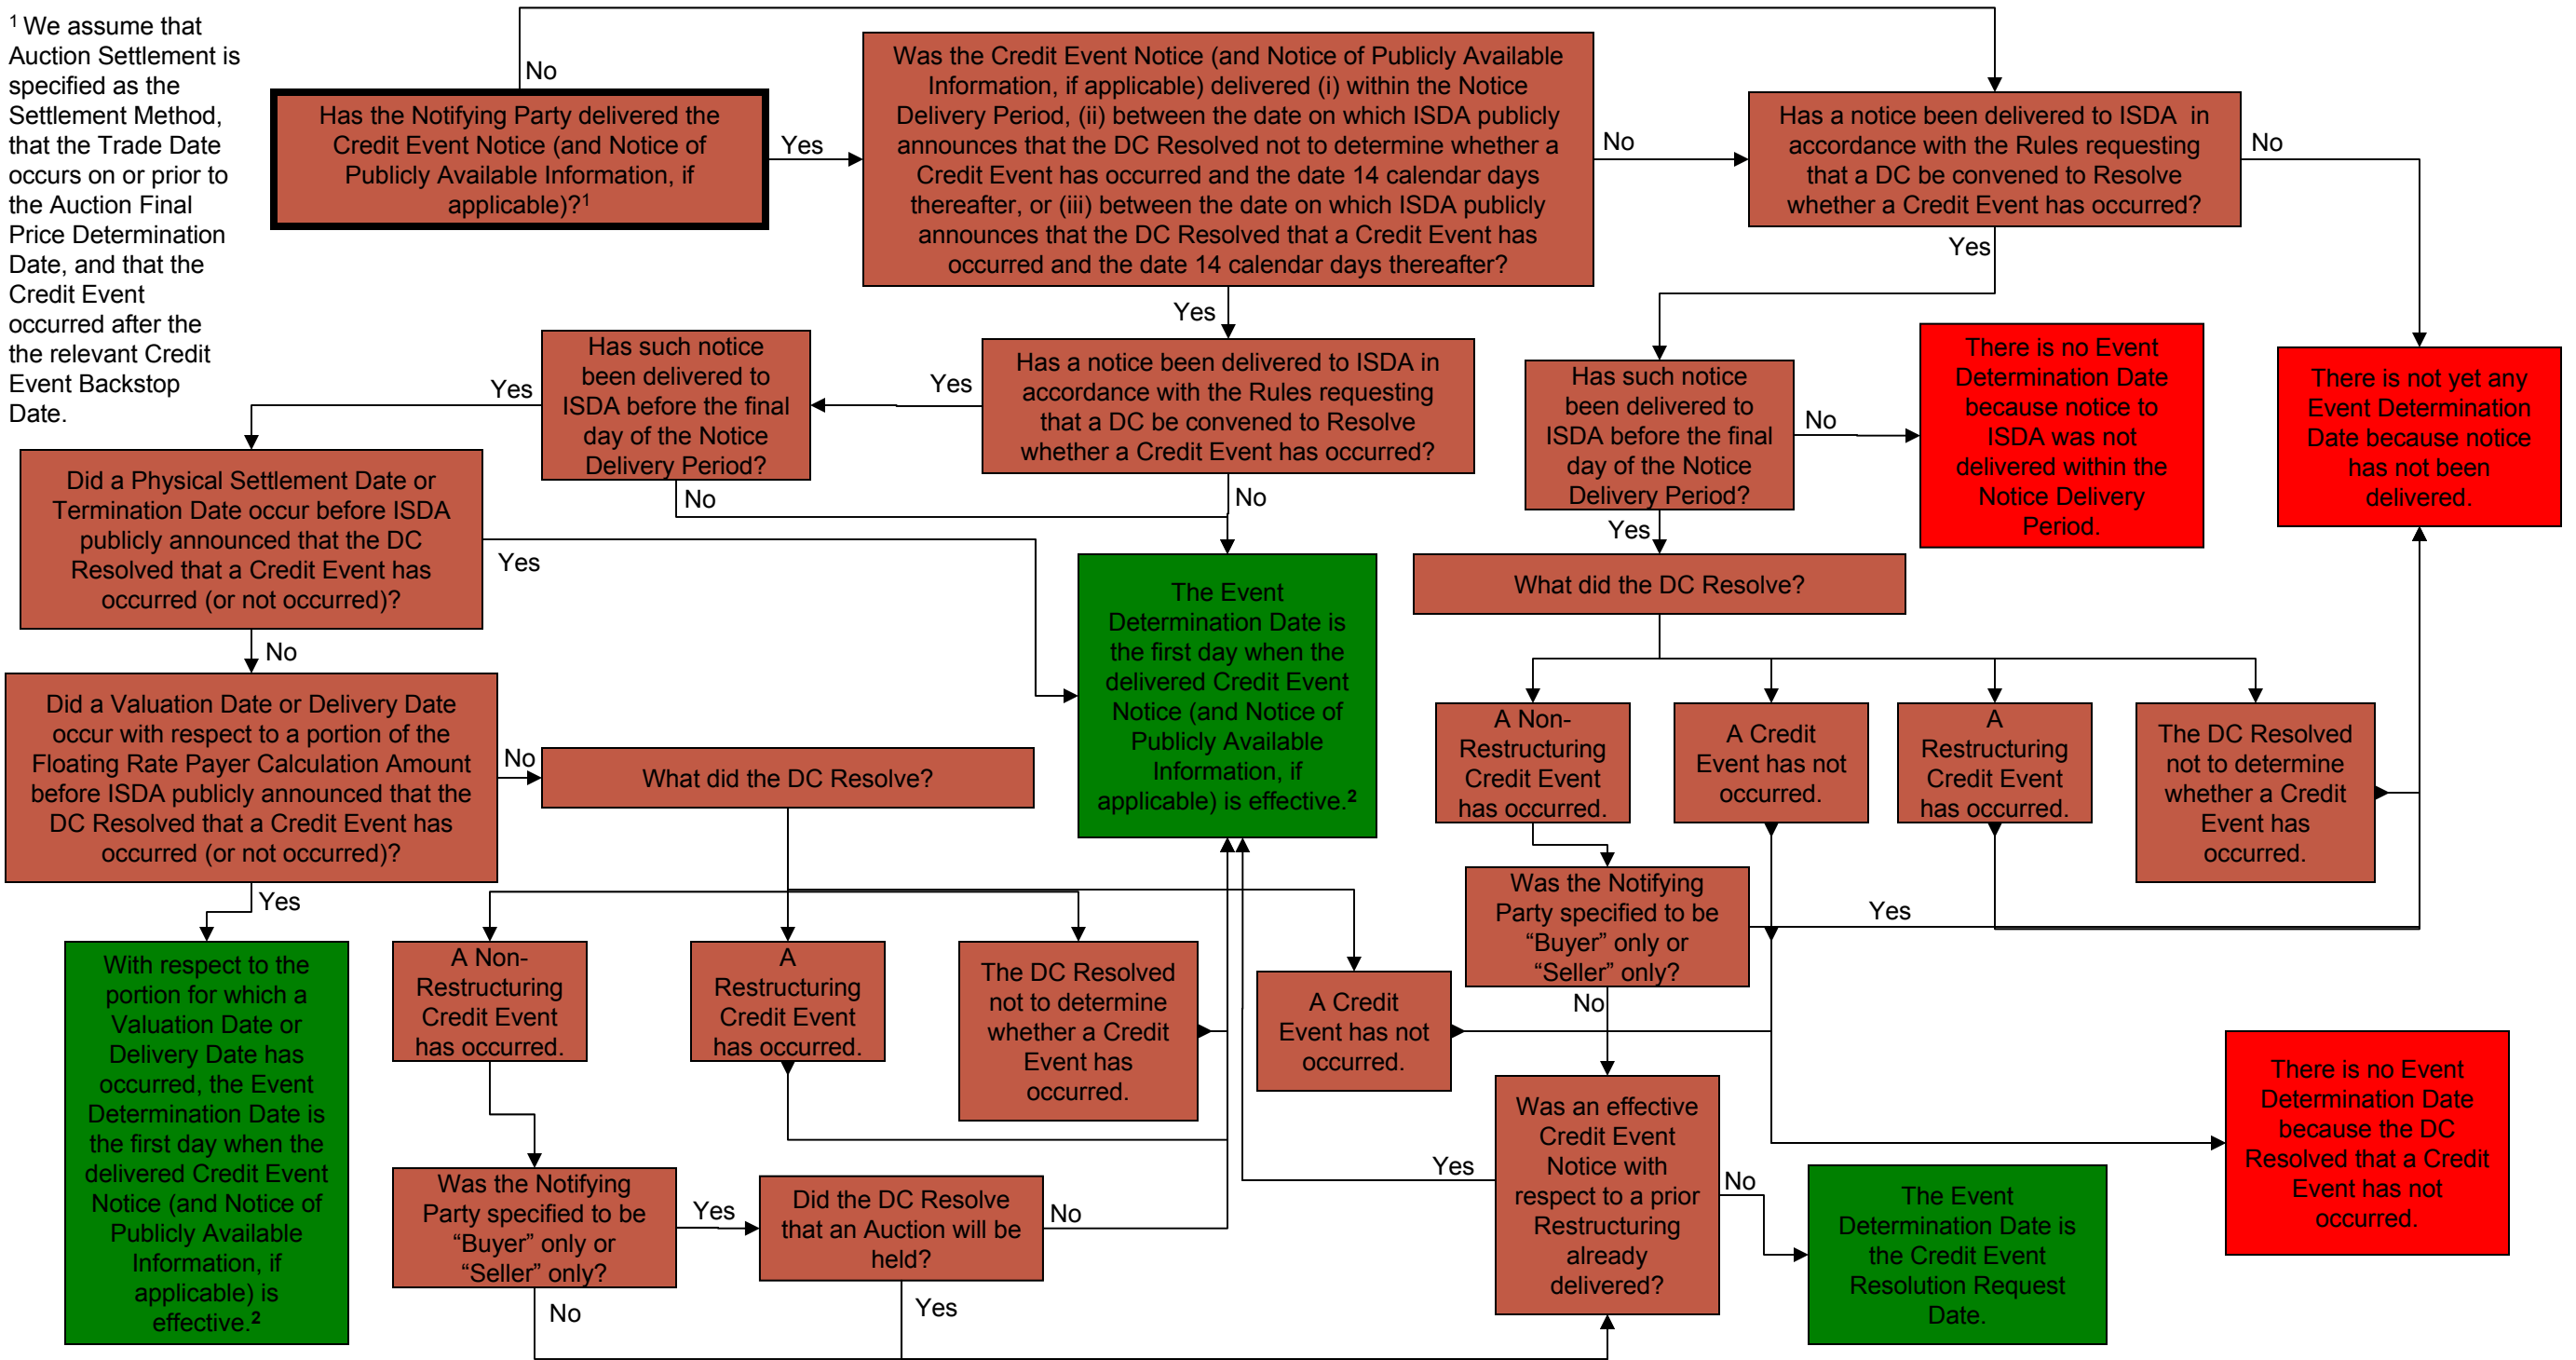 ¹ We assume that
Auction Settlement is
specified as the
Settlement Method,
that the Trade Date
occurs on or prior to
the Auction Final
Price Determination
Date, and that the
Credit Event
occurred after the
the relevant Credit
Event Backstop
Date.
No
Has the Notifying Party delivered the
Credit Event Notice (and Notice of
Publicly Available Information, if
applicable)?¹
Yes
Was the Credit Event Notice (and Notice of Publicly Available
Information, if applicable) delivered (i) within the Notice
Delivery Period, (ii) between the date on which ISDA publicly
announces that the DC Resolved not to determine whether a
Credit Event has occurred and the date 14 calendar days
thereafter, or (iii) between the date on which ISDA publicly
announces that the DC Resolved that a Credit Event has
occurred and the date 14 calendar days thereafter?
No
Has a notice been delivered to ISDA in
accordance with the Rules requesting
that a DC be convened to Resolve
whether a Credit Event has occurred?
No
Yes
Yes
Has such notice
been delivered to
ISDA before the final
day of the Notice
Delivery Period?
Yes
Has a notice been delivered to ISDA in
accordance with the Rules requesting
that a DC be convened to Resolve
whether a Credit Event has occurred?
Yes
No
No
Has such notice
been delivered to
ISDA before the final
day of the Notice
Delivery Period?
No
Yes
There is no Event
Determination Date
because notice to
ISDA was not
delivered within the
Notice Delivery
Period.
There is not yet any
Event Determination
Date because notice
has not been
delivered.
Did a Physical Settlement Date or
Termination Date occur before ISDA
publicly announced that the DC
Resolved that a Credit Event has
occurred (or not occurred)?
Yes
No
The Event
Determination Date is
the first day when the
delivered Credit Event
Notice (and Notice of
Publicly Available
Information, if
applicable) is effective.²
What did the DC Resolve?
Did a Valuation Date or Delivery Date
occur with respect to a portion of the
Floating Rate Payer Calculation Amount
before ISDA publicly announced that the
DC Resolved that a Credit Event has
occurred (or not occurred)?
No
Yes
What did the DC Resolve?
A Non-
Restructuring
Credit Event
has occurred.
A Credit
Event has not
occurred.
A
Restructuring
Credit Event
has occurred.
The DC Resolved
not to determine
whether a Credit
Event has
occurred.
Was the Notifying
Party specified to be
“Buyer” only or
“Seller” only?
Yes
No
With respect to the
portion for which a
Valuation Date or
Delivery Date has
occurred, the Event
Determination Date is
the first day when the
delivered Credit Event
Notice (and Notice of
Publicly Available
Information, if
applicable) is
effective.²
A Non-
Restructuring
Credit Event
has occurred.
A
Restructuring
Credit Event
has occurred.
The DC Resolved
not to determine
whether a Credit
Event has
occurred.
A Credit
Event has not
occurred.
Was the Notifying
Party specified to be
“Buyer” only or
“Seller” only?
Yes
No
Did the DC Resolve
that an Auction will be
held?
No
Yes
Was an effective
Credit Event
Notice with
respect to a prior
Restructuring
already
delivered?
Yes
No
The Event
Determination Date is
the Credit Event
Resolution Request
Date.
There is no Event
Determination Date
because the DC
Resolved that a Credit
Event has not
occurred.